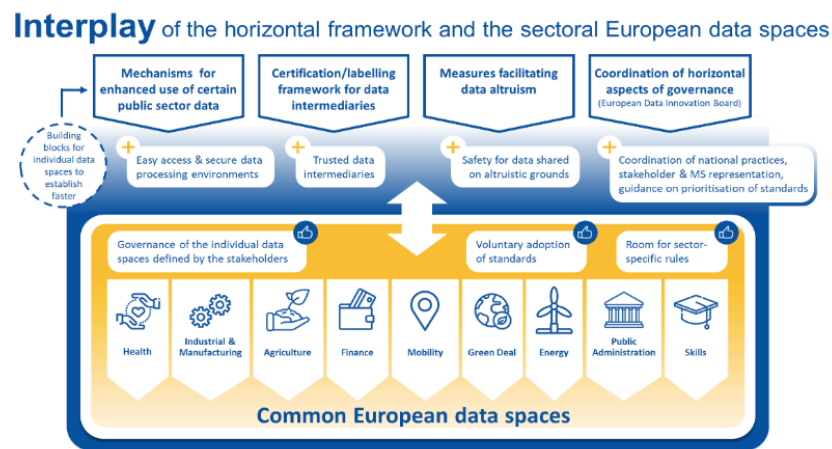 Interplay of the horizontal framework and the sectoral European data spaces
Mechanisms for
enhanced use of certain
public sector data
Certification/labelling
framework for data
intermediaries
Measures facilitating
data altruism
Coordination of horizontal
aspects of governance
(European Data Innovation Board)
Building
blocks for
individual data
spaces to
establish
faster
Easy access & secure data
processing environments
Trusted data
intermediaries
Safety for data shared
on altruistic grounds
Coordination of national practices,
stakeholder & MS representation,
guidance on prioritisation of standards
Governance of the individual data
spaces defined by the stakeholders
Voluntary adoption
of standards
Room for sector-
specific rules
Health
Industrial &
Manufacturing
Agriculture
Finance
Mobility
Green Deal
Energy
Public
Administration
Skills
Common European data spaces